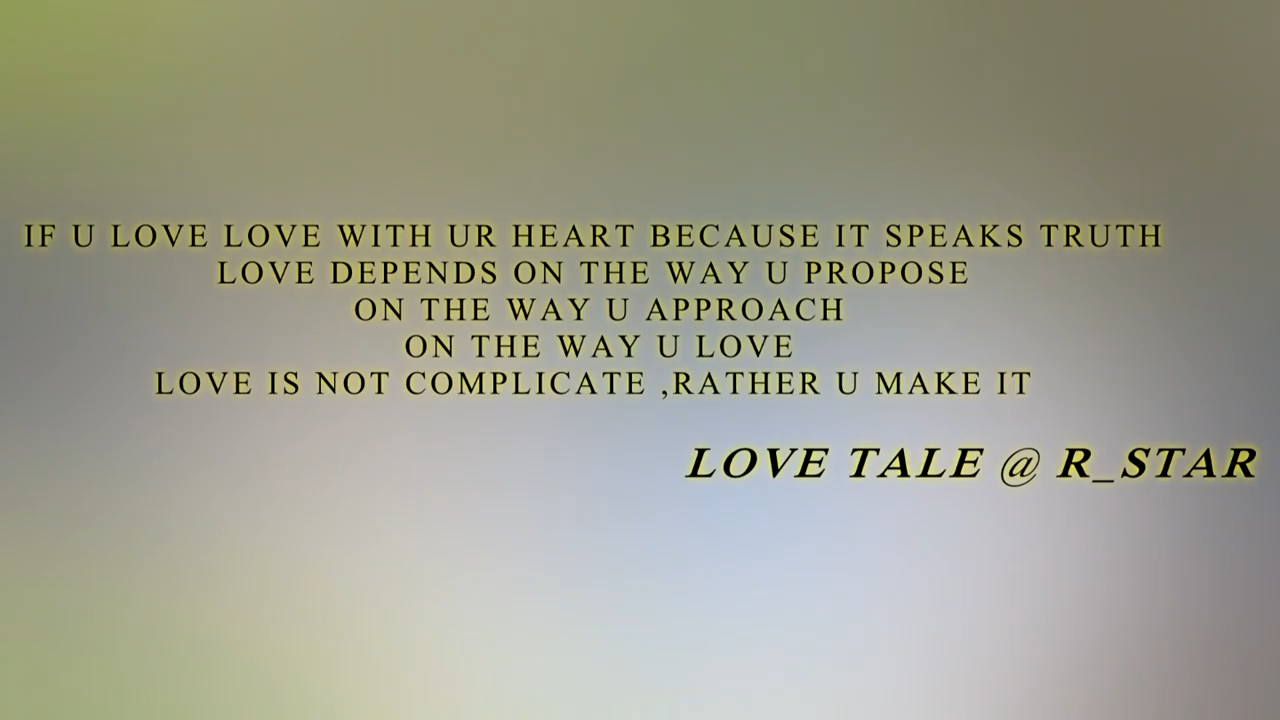 IF U LOVE LOVE WITH UR HEART BECAUSE IT SPEAKS TRUTH
LOVE DEPENDS ON THE WAY U PROPOSE
ON THE WAY U APPROACH
ON THE WAY U LOVE
LOVE IS NOT COMPLICATE ,RATHER U MAKE IT
LOVE TALE @ R_STAR